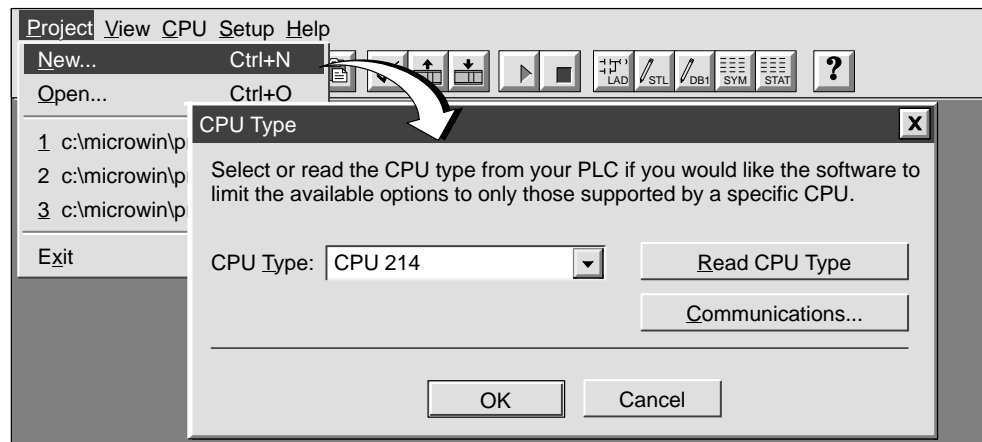 Project View CPU Setup Help
New... Ctrl+N
Open... Ctrl+O
LAD STL DB1 SYM STAT ?
1 c:\microwin\p
2 c:\microwin\p
3 c:\microwin\p
Exit
CPU Type X
Select or read the CPU type from your PLC if you would like the software to
limit the available options to only those supported by a specific CPU.
CPU Type: CPU 214
Read CPU Type
Communications...
OK Cancel